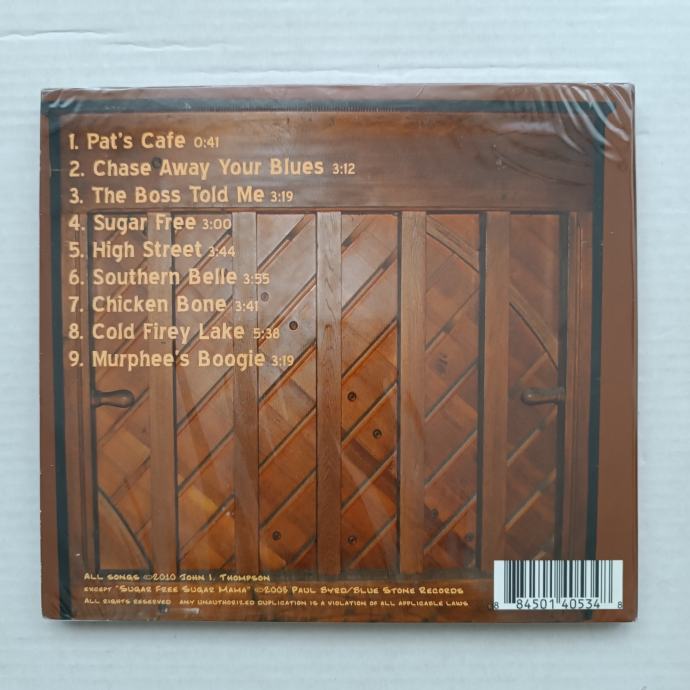 1. Pat's Cafe 0:41
2. Chase Away Your Blues 3:12
3. The Boss Told Me 3:19
4. Sugar Free 3:00
5. High Street 3:44
6. Southern Belle 3:55
7. Chicken Bone 3:41
8. Cold Firey Lake 5:38
9. Murphee's Boogie 3:19
ALL SONGS ©2010 JOHN I. THOMPSON
EXCEPT "SUGAR FREE SUGAR MAMA" ©2008 PAUL BYRD/BLUE STONE RECORDS
ALL RIGHTS RESERVED ANY UNAUTHORIZED DUPLICATION IS A VIOLATION OF ALL APPLICABLE LAWS
8 84501 40534 8